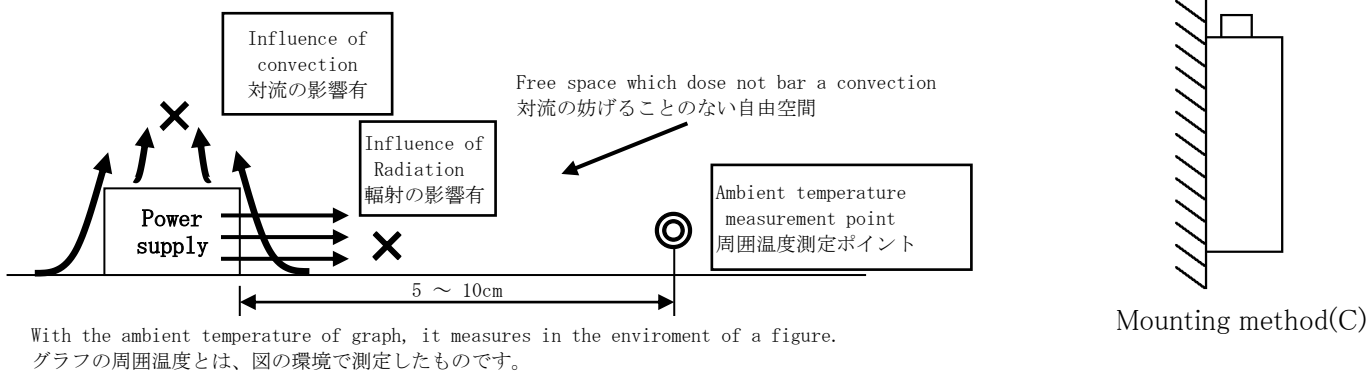 Influence of
convection
対流の影響有
Free space which dose not bar a convection
対流の妨げることのない自由空間
Influence of
Radiation
輻射の影響有
Power
supply
Ambient temperature
measurement point
周囲温度測定ポイント
5 ～ 10cm
With the ambient temperature of graph, it measures in the enviroment of a figure.
グラフの周囲温度とは、図の環境で測定したものです。
Mounting method(C)